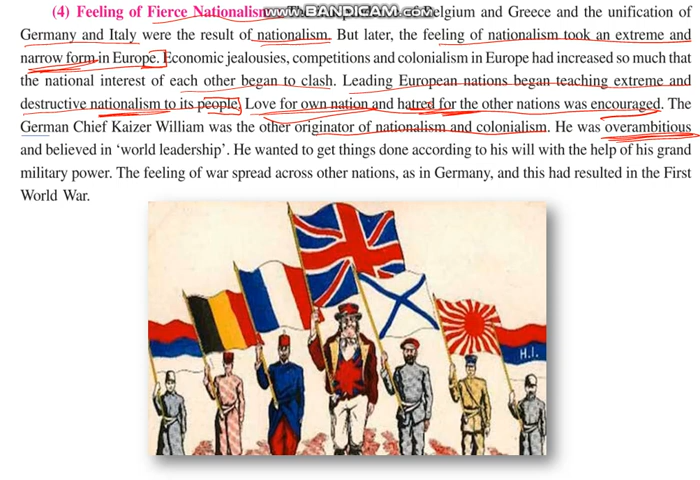 (4) Feeling of Fierce Nationalism www.BANDICAM.com Belgium and Greece and the unification of
Germany and Italy were the result of nationalism. But later, the feeling of nationalism took an extreme and
narrow form in Europe. Economic jealousies, competitions and colonialism in Europe had increased so much that
the national interest of each other began to clash. Leading European nations began teaching extreme and
destructive nationalism to its people. Love for own nation and hatred for the other nations was encouraged. The
German Chief Kaizer William was the other originator of nationalism and colonialism. He was overambitious
and believed in ‘world leadership’. He wanted to get things done according to his will with the help of his grand
military power. The feeling of war spread across other nations, as in Germany, and this had resulted in the First
World War.
H.I.